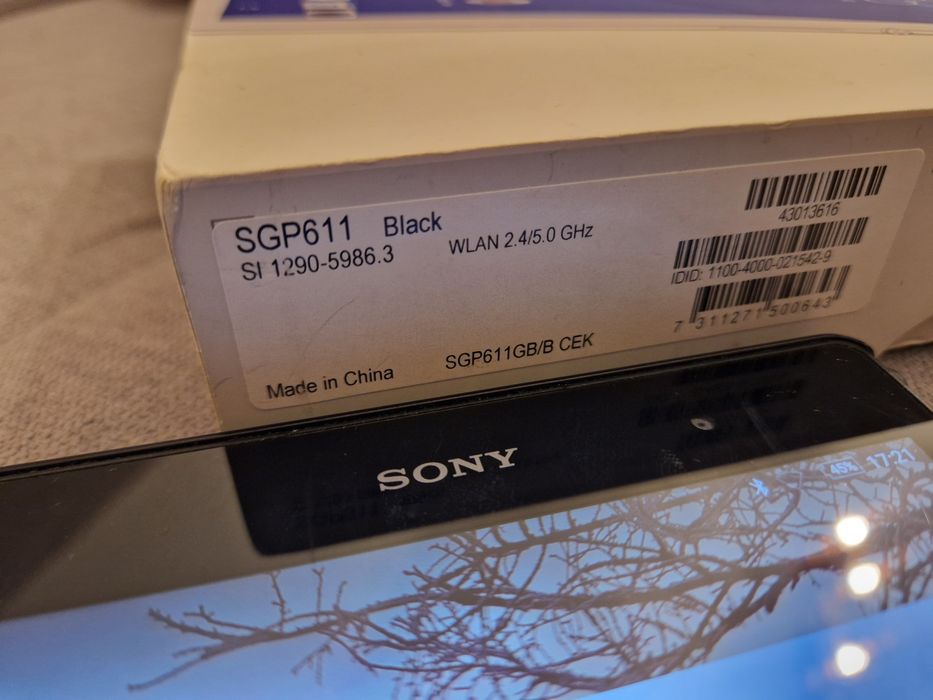 SGP611 Black
SI 1290-5986.3
WLAN 2.4/5.0 GHz
43013616
IDID: 1100-4000-021542-9
7 311271 500643
SGP611GB/B CEK
Made in China
SONY
45% 17:21